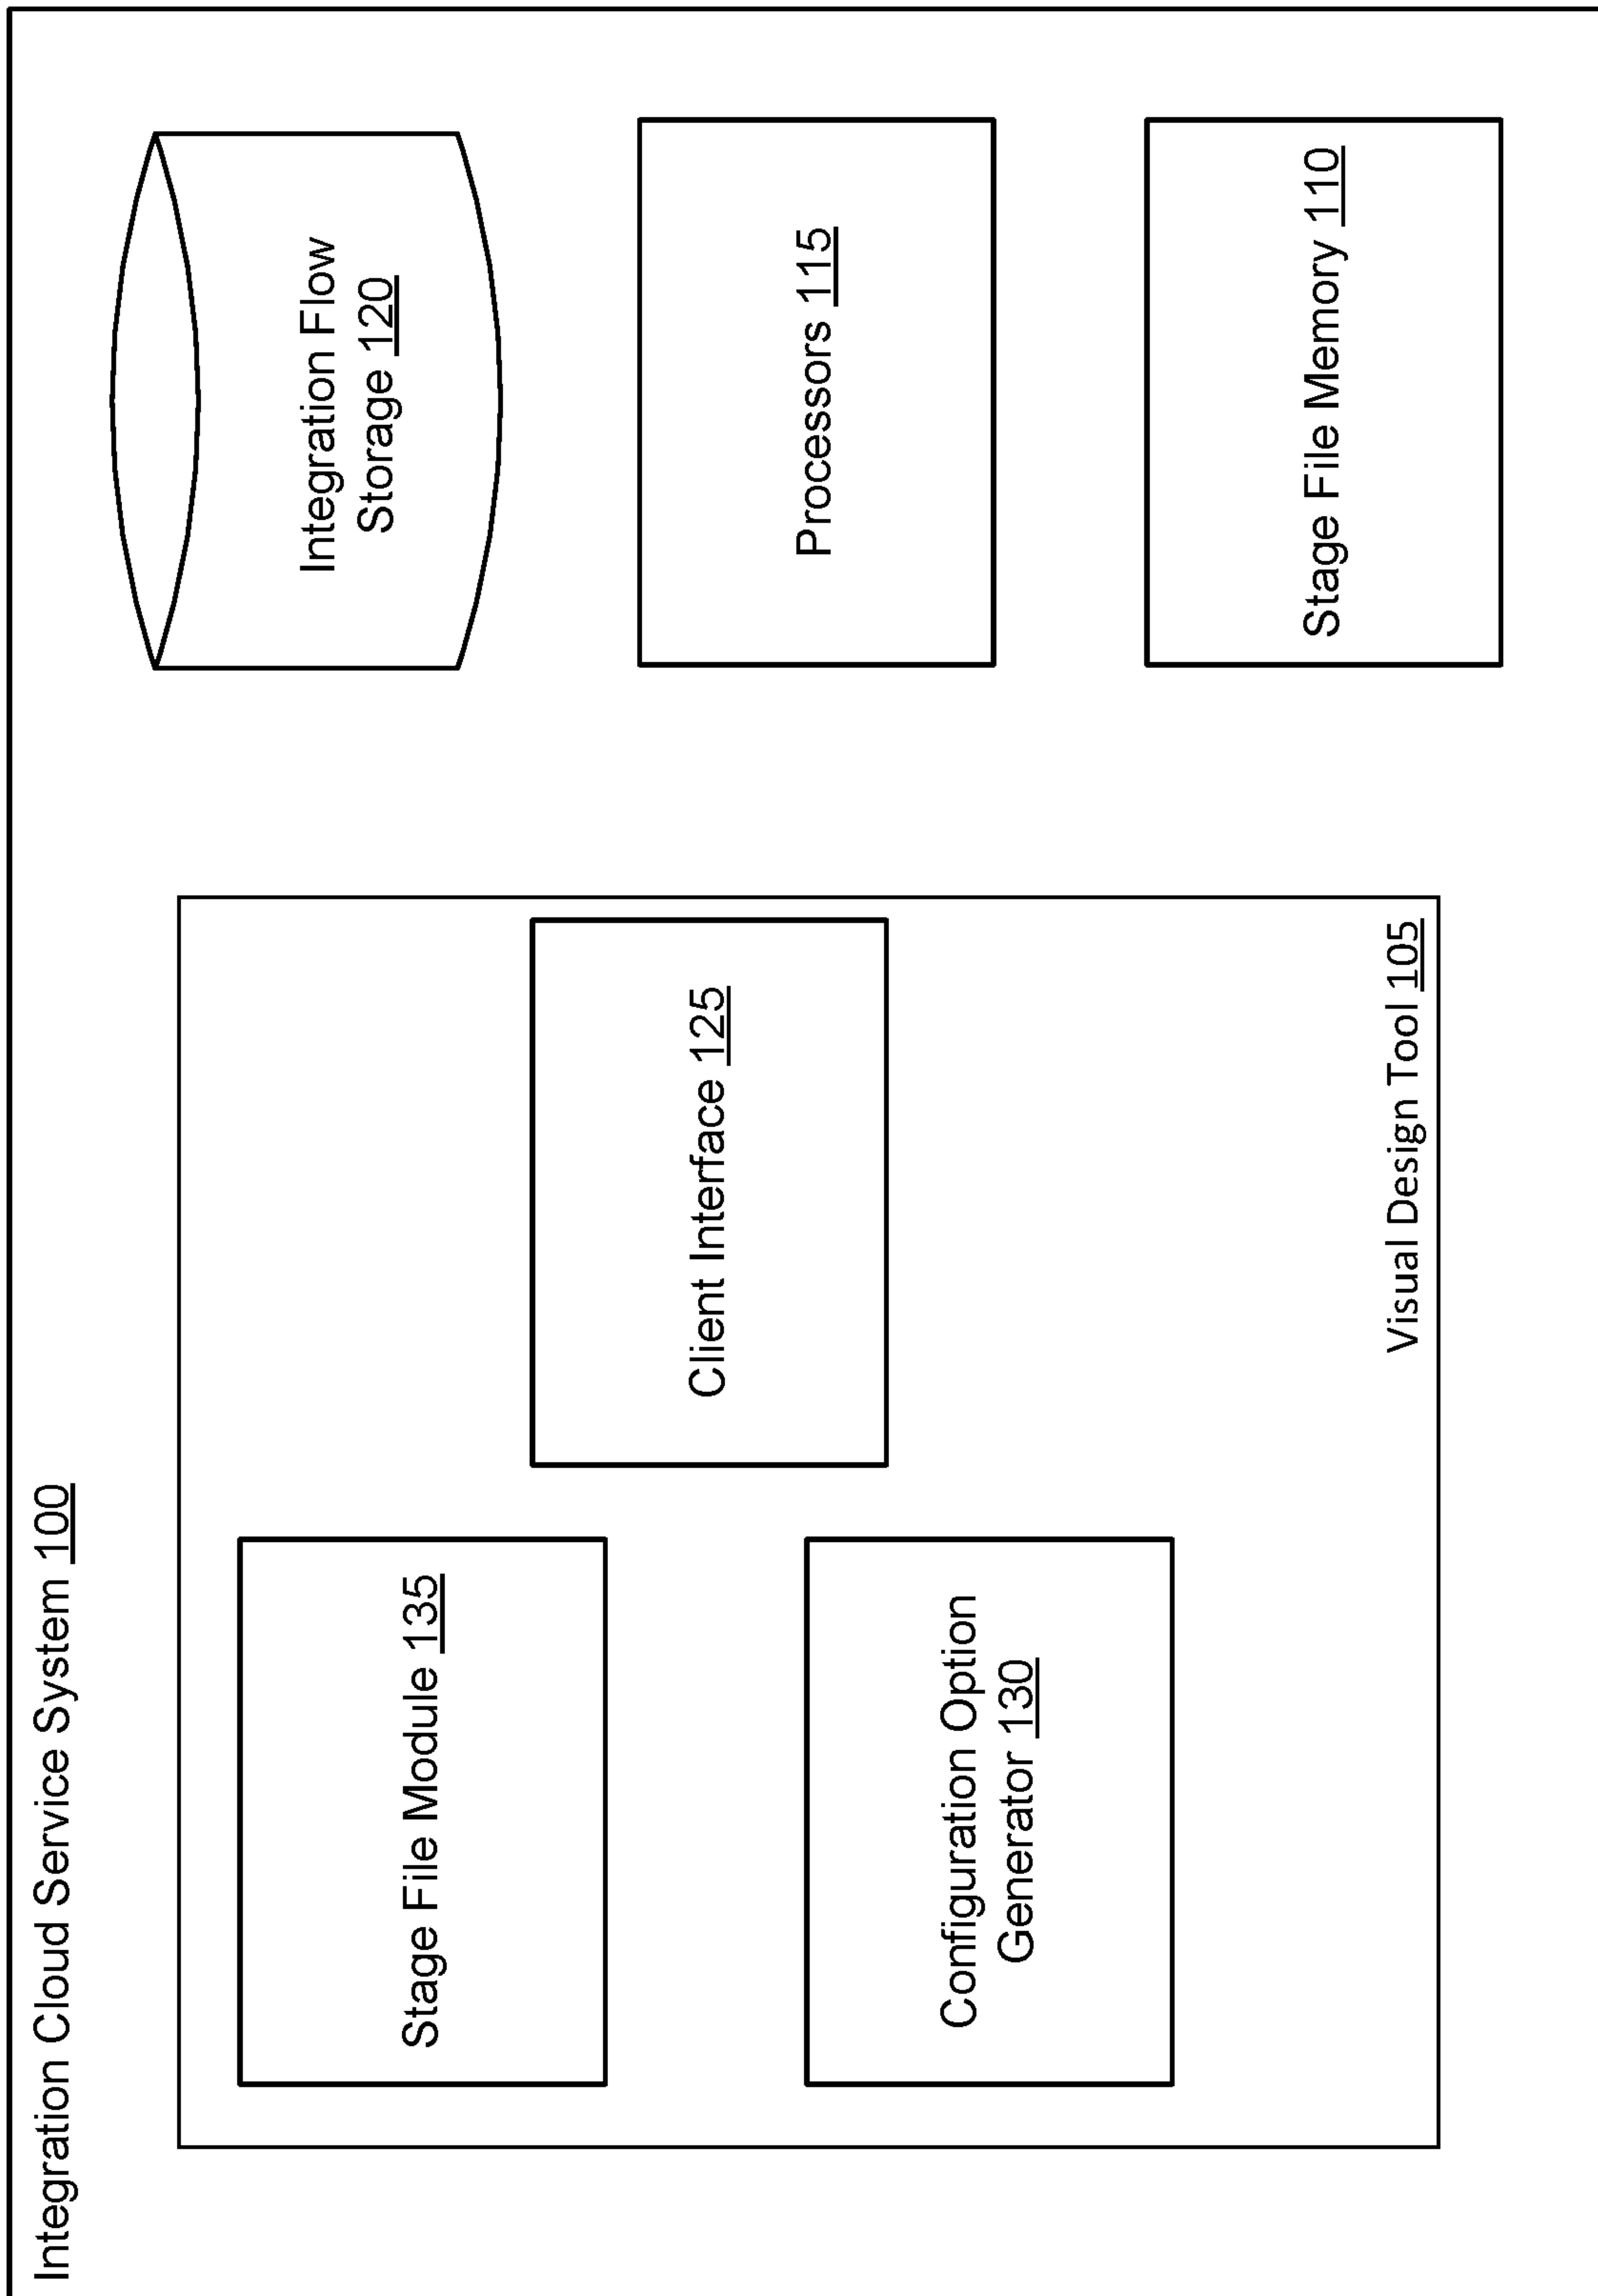 Integration Cloud Service System 100
Stage File Module 135
Configuration Option
Generator 130
Client Interface 125
Visual Design Tool 105
Integration Flow
Storage 120
Processors 115
Stage File Memory 110